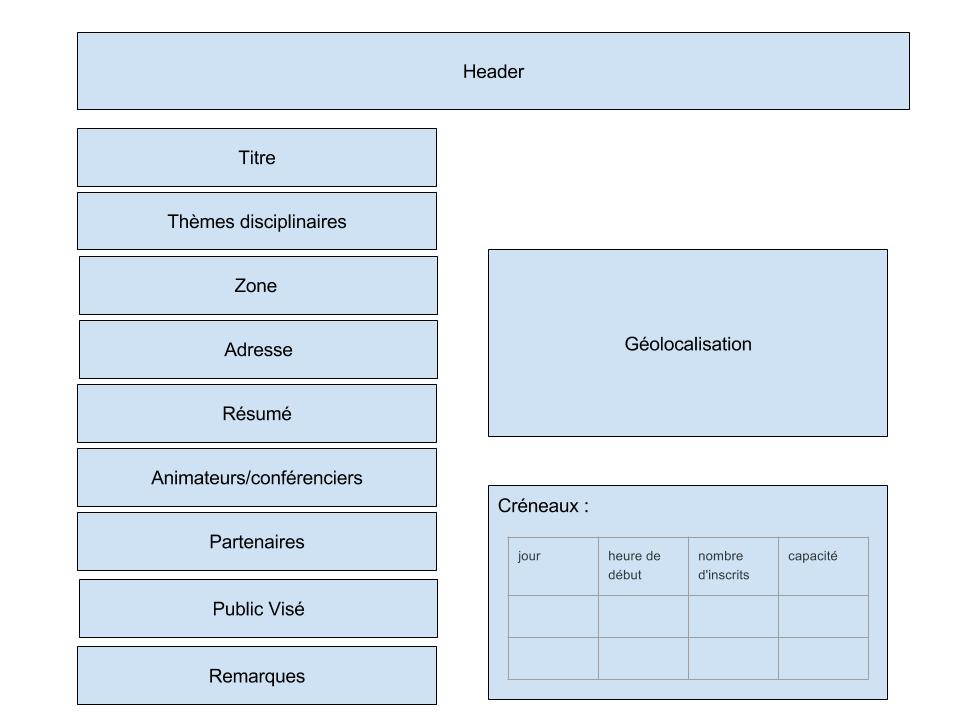 Header
Titre
Thèmes disciplinaires
Zone
Adresse
Résumé
Animateurs/conférenciers
Partenaires
Public Visé
Remarques
Géolocalisation
Créneaux :
jour
heure de
début
nombre
d'inscrits
capacité